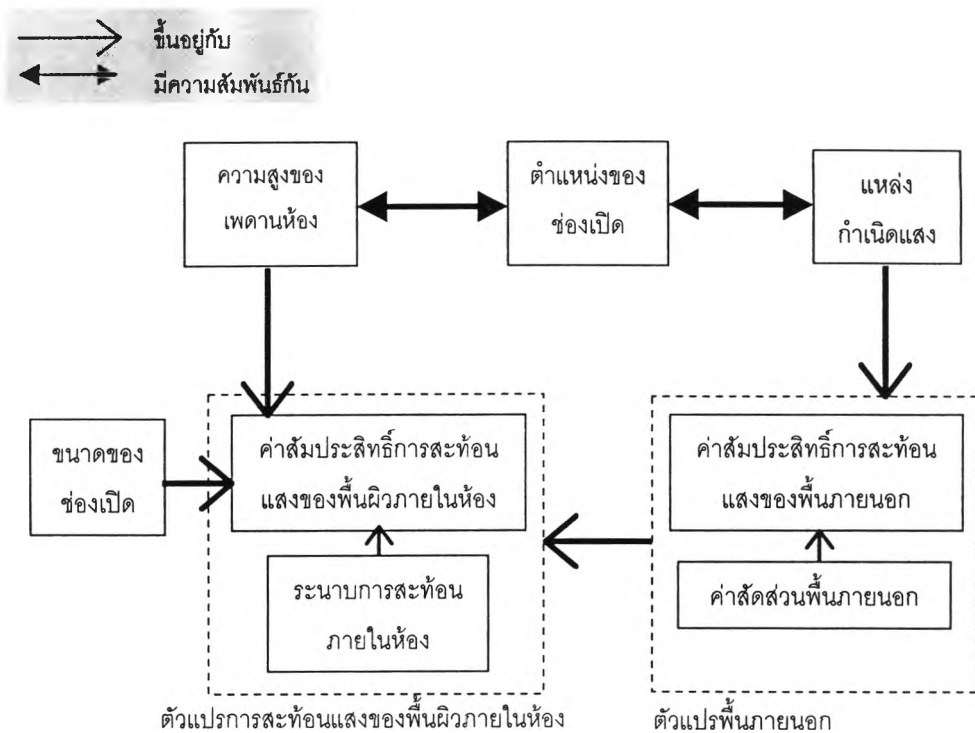 ขึ้นอยู่กับ
มีความสัมพันธ์กัน
ความสูงของ
เพดานห้อง
ตำแหน่งของ
ช่องเปิด
แหล่ง
กำเนิดแสง
ขนาดของ
ช่องเปิด
ค่าสัมประสิทธิ์การสะท้อน
แสงของพื้นผิวภายในห้อง
ระนาบการสะท้อน
ภายในห้อง
ค่าสัมประสิทธิ์การสะท้อน
แสงของพื้นภายนอก
ค่าสัดส่วนพื้นภายนอก
ตัวแปรการสะท้อนแสงของพื้นผิวภายในห้อง
ตัวแปรพื้นภายนอก